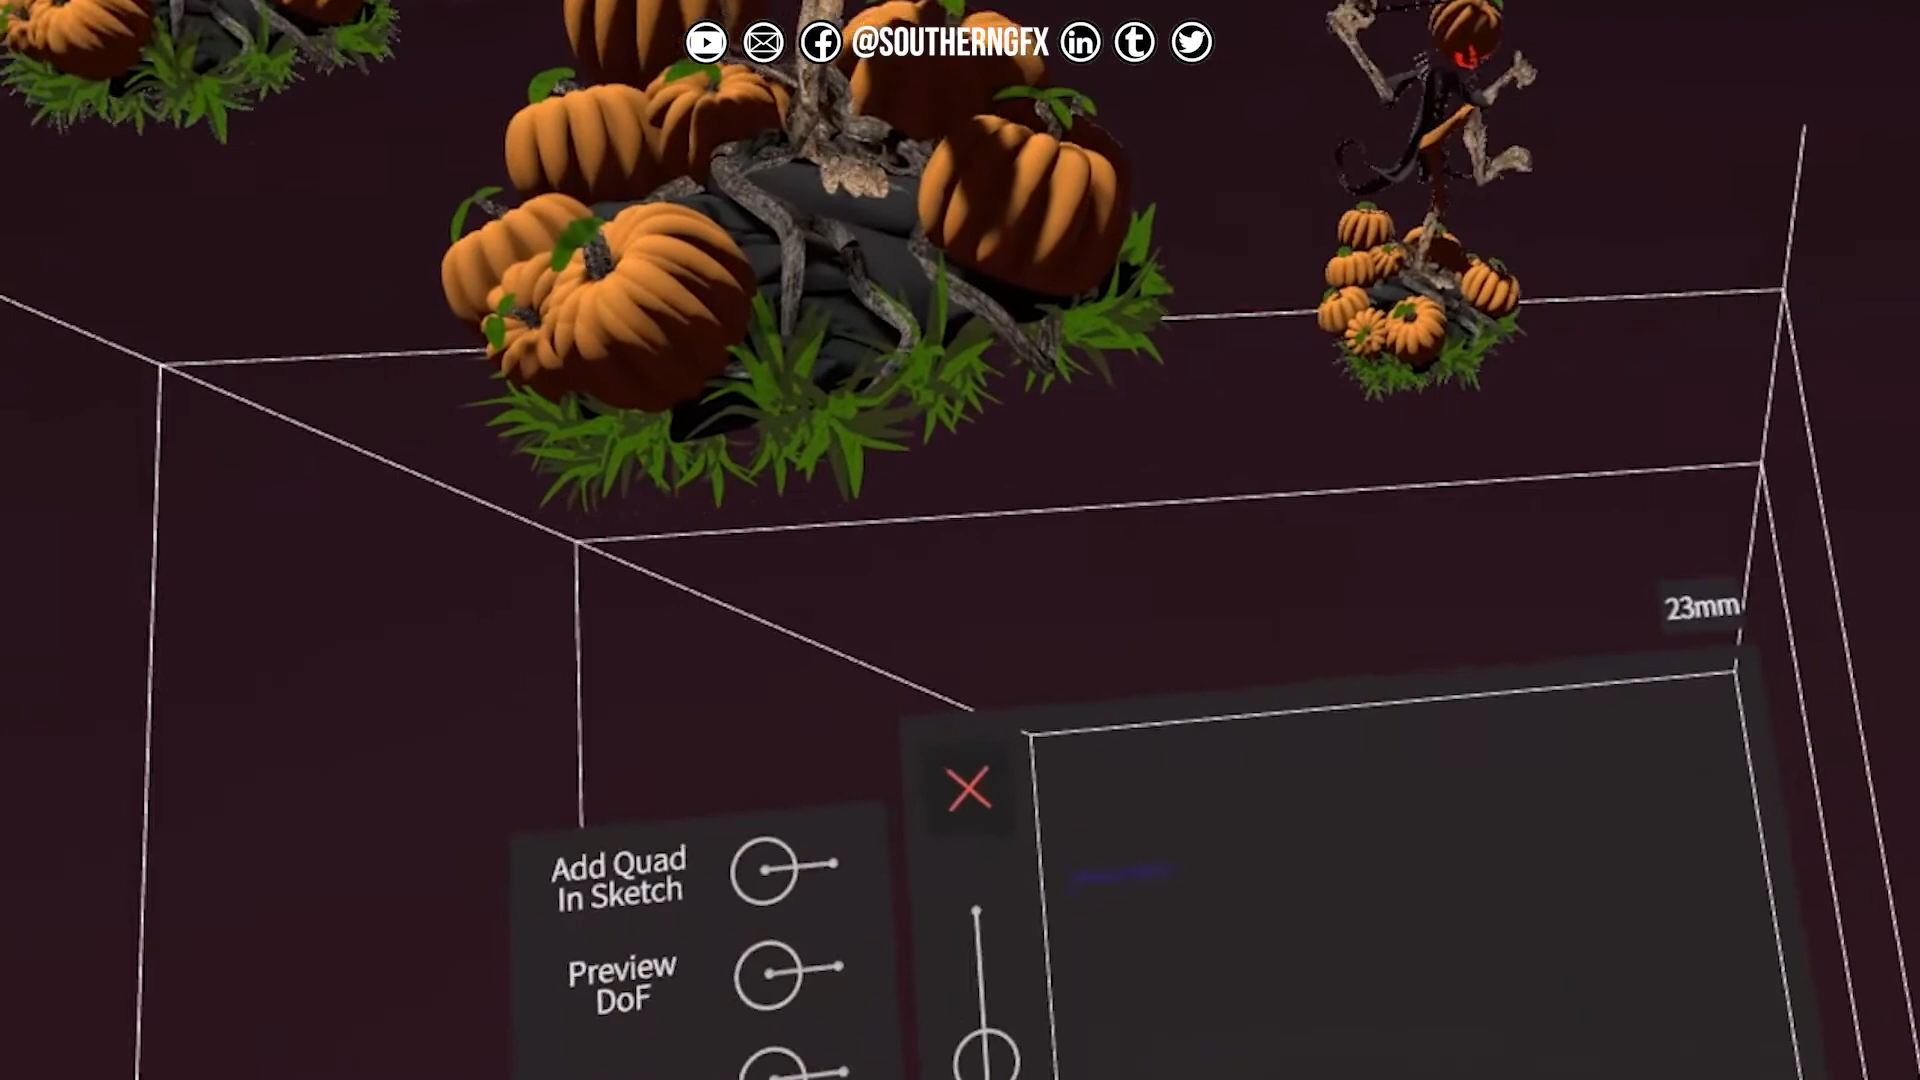 @SOUTHERNGFX
23mm
Add Quad
In Sketch
Preview
DoF